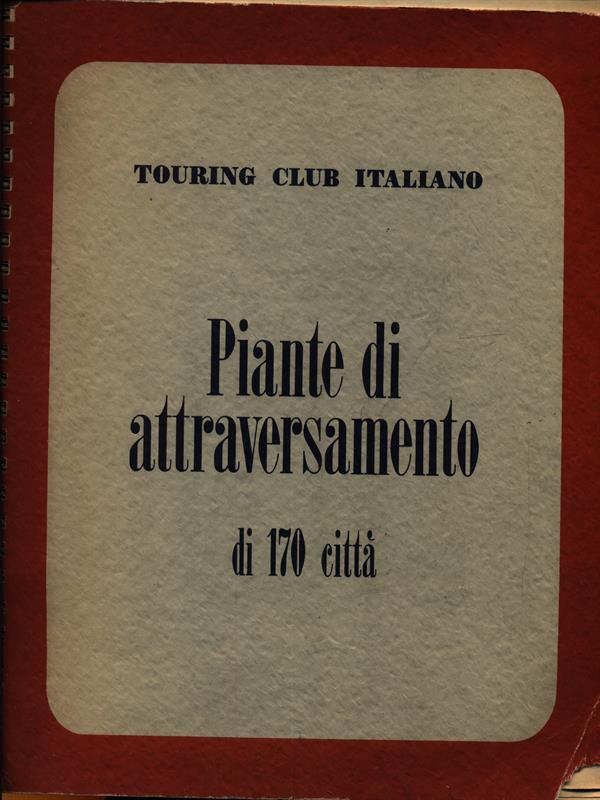 TOURING CLUB ITALIANO
Piante di
attraversamento
di 170 città